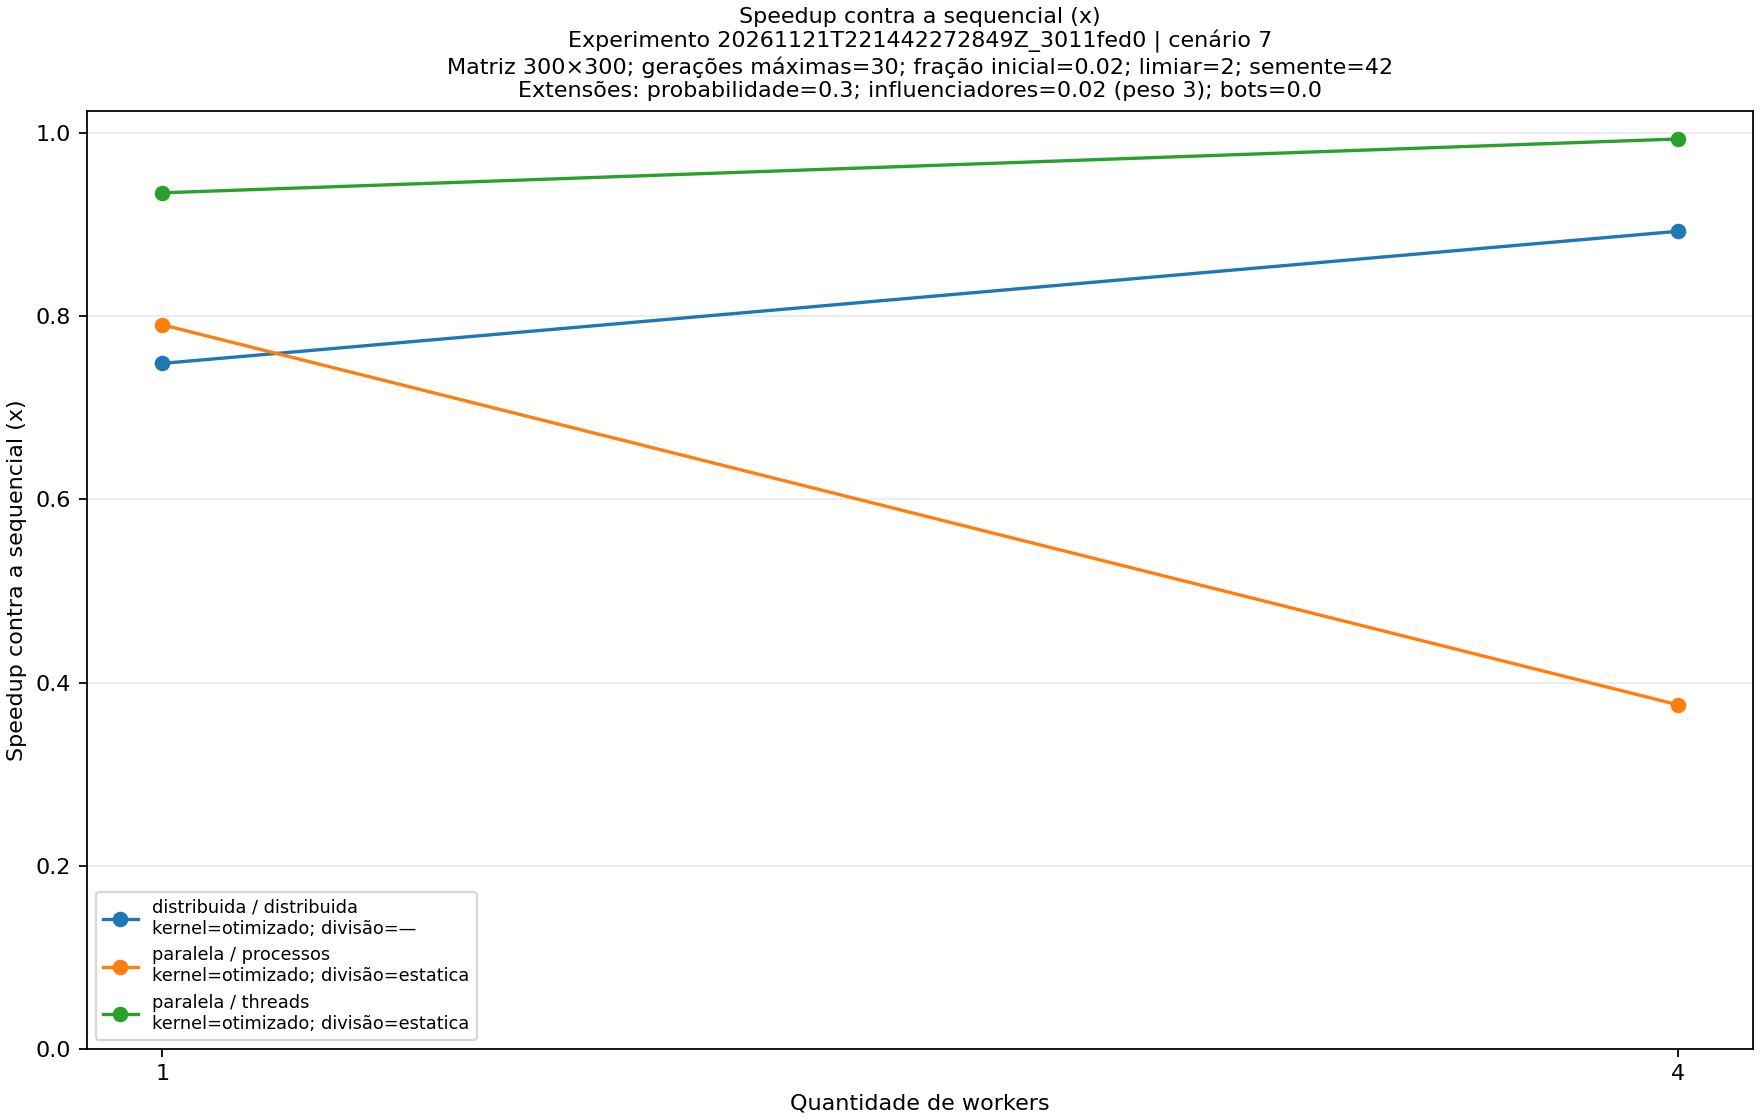 Speedup contra a sequencial (x)
Experimento 20261121T221442272849Z_3011fed0 | cenário 7
Matriz 300×300; gerações máximas=30; fração inicial=0.02; limiar=2; semente=42
Extensões: probabilidade=0.3; influenciadores=0.02 (peso 3); bots=0.0
Speedup contra a sequencial (x)
1.0
0.8
0.6
0.4
0.2
0.0
distribuida / distribuida
kernel=otimizado; divisão=—
paralela / processos
kernel=otimizado; divisão=estatica
paralela / threads
kernel=otimizado; divisão=estatica
1
4
Quantidade de workers